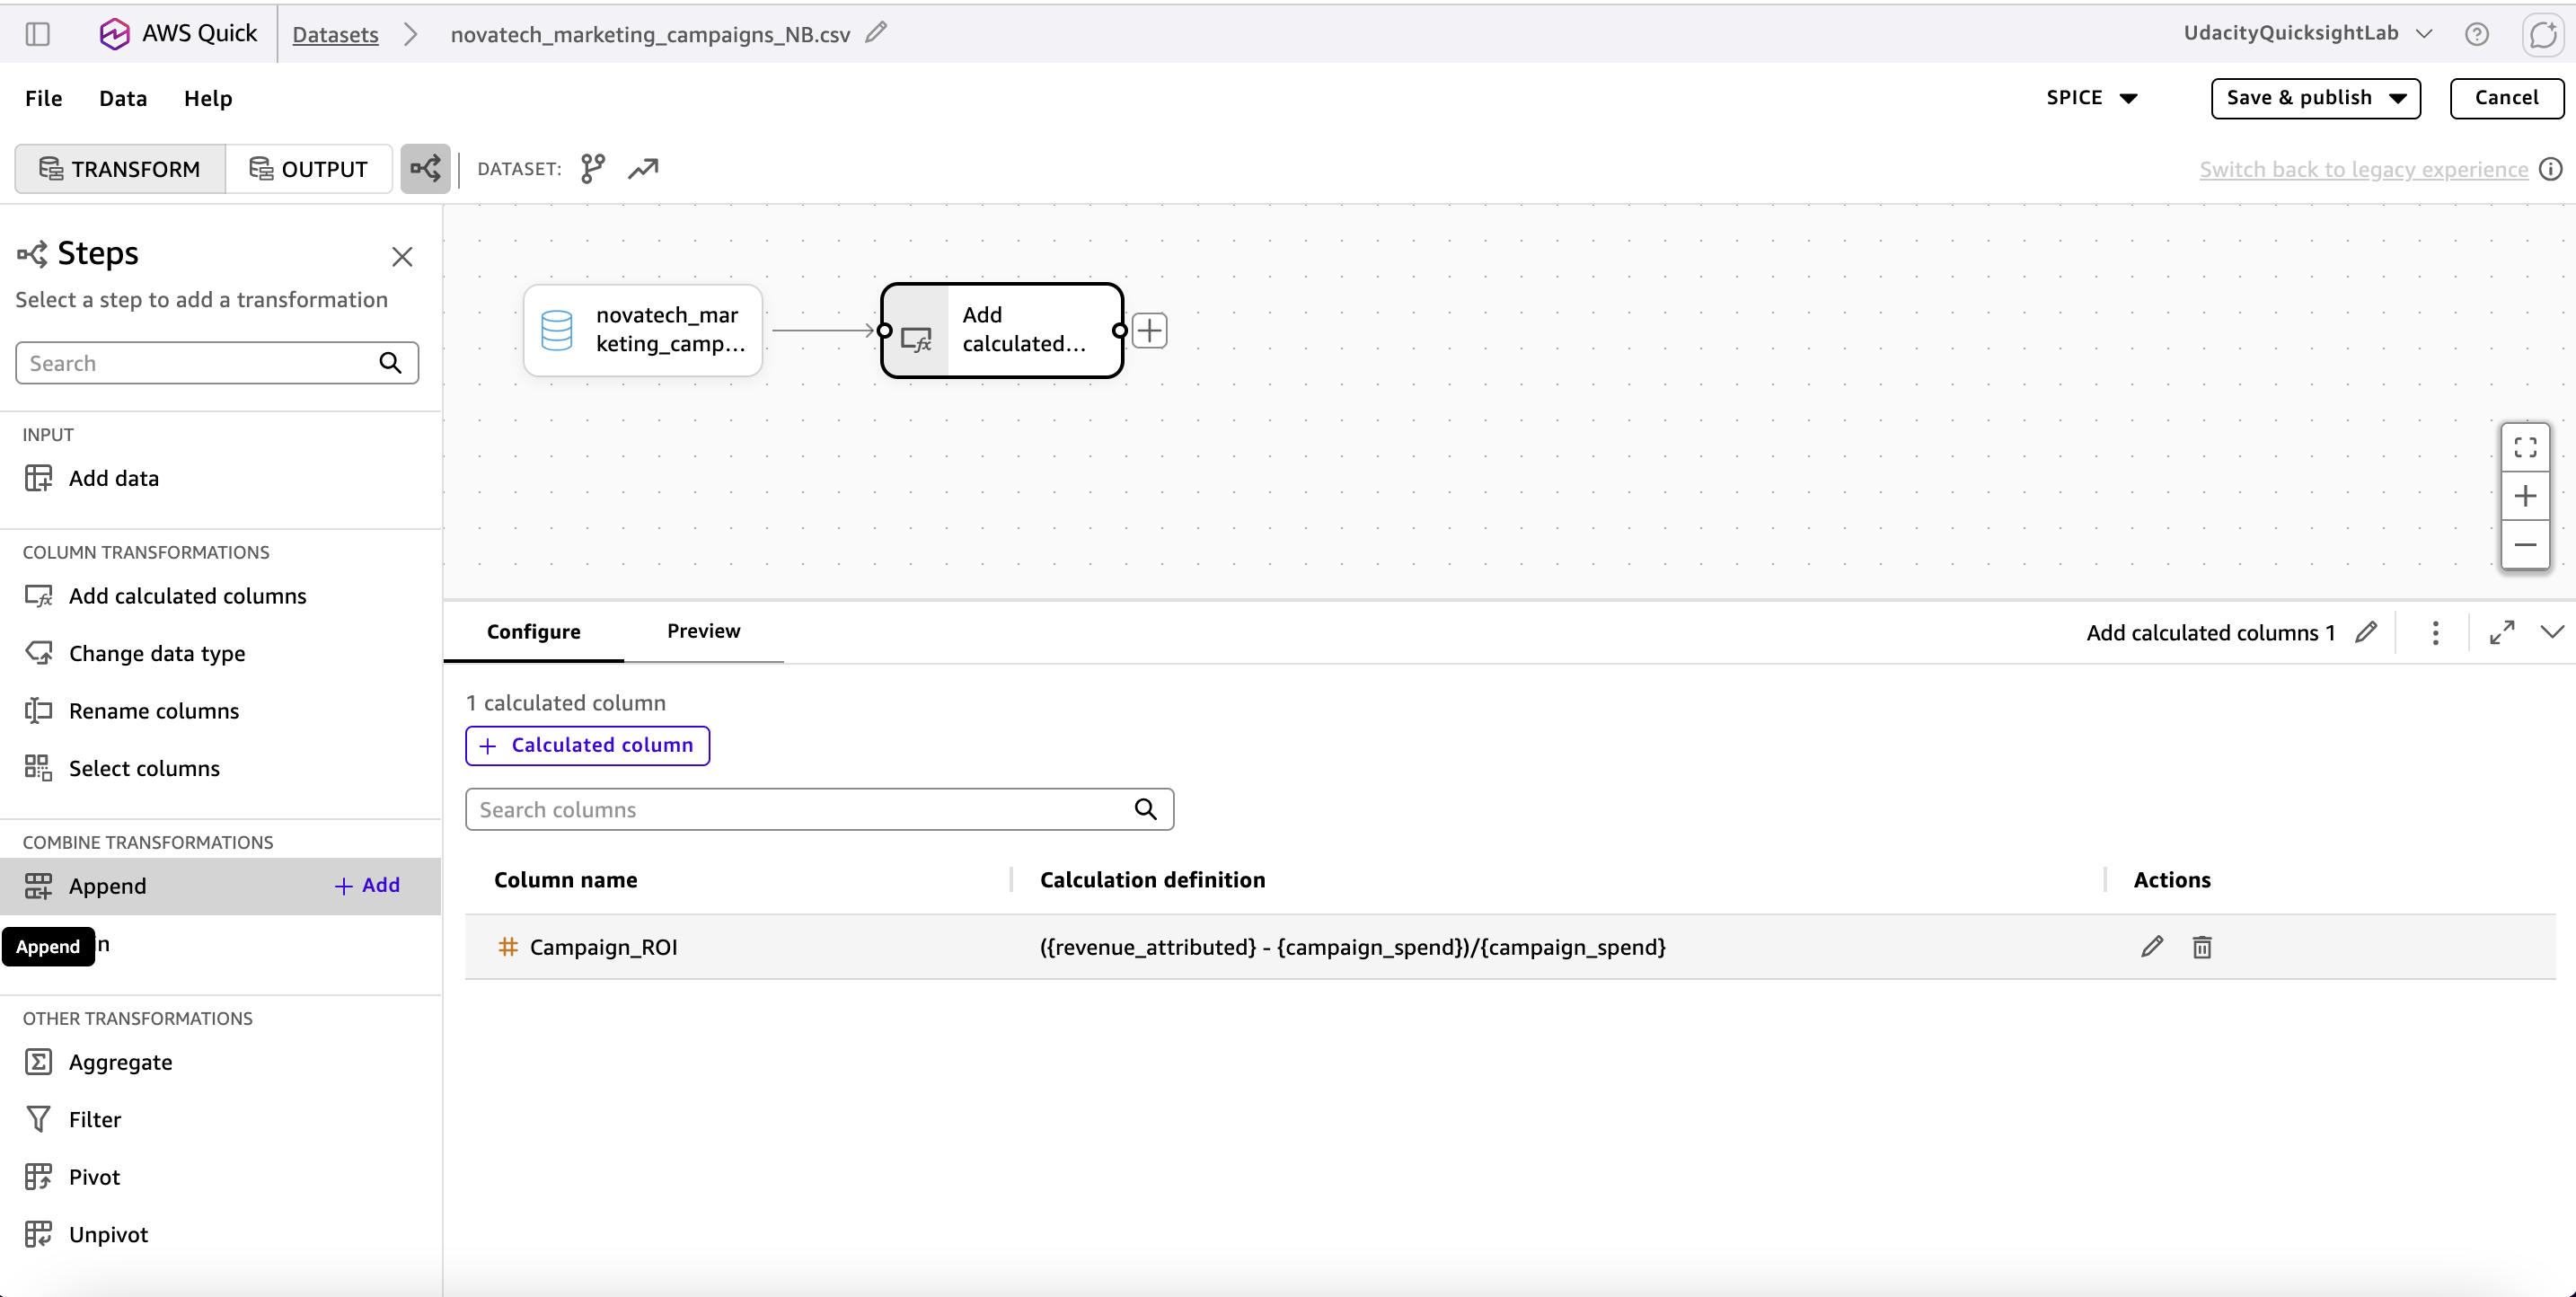 AWS Quick
Datasets
novatech_marketing_campaigns_NB.csv
UdacityQuicksightLab
File
Data
Help
SPICE
Save & publish
Cancel
TRANSFORM
OUTPUT
DATASET:
Switch back to legacy experience
Steps
Select a step to add a transformation
Search
INPUT
Add data
COLUMN TRANSFORMATIONS
Add calculated columns
Change data type
Rename columns
Select columns
COMBINE TRANSFORMATIONS
Append
+ Add
Append
in
OTHER TRANSFORMATIONS
Aggregate
Filter
Pivot
Unpivot
novatech_mar
keting_camp...
Add
calculated...
Configure
Preview
Add calculated columns 1
1 calculated column
+ Calculated column
Search columns
Column name
Calculation definition
Actions
# Campaign_ROI
({revenue_attributed} - {campaign_spend})/{campaign_spend}